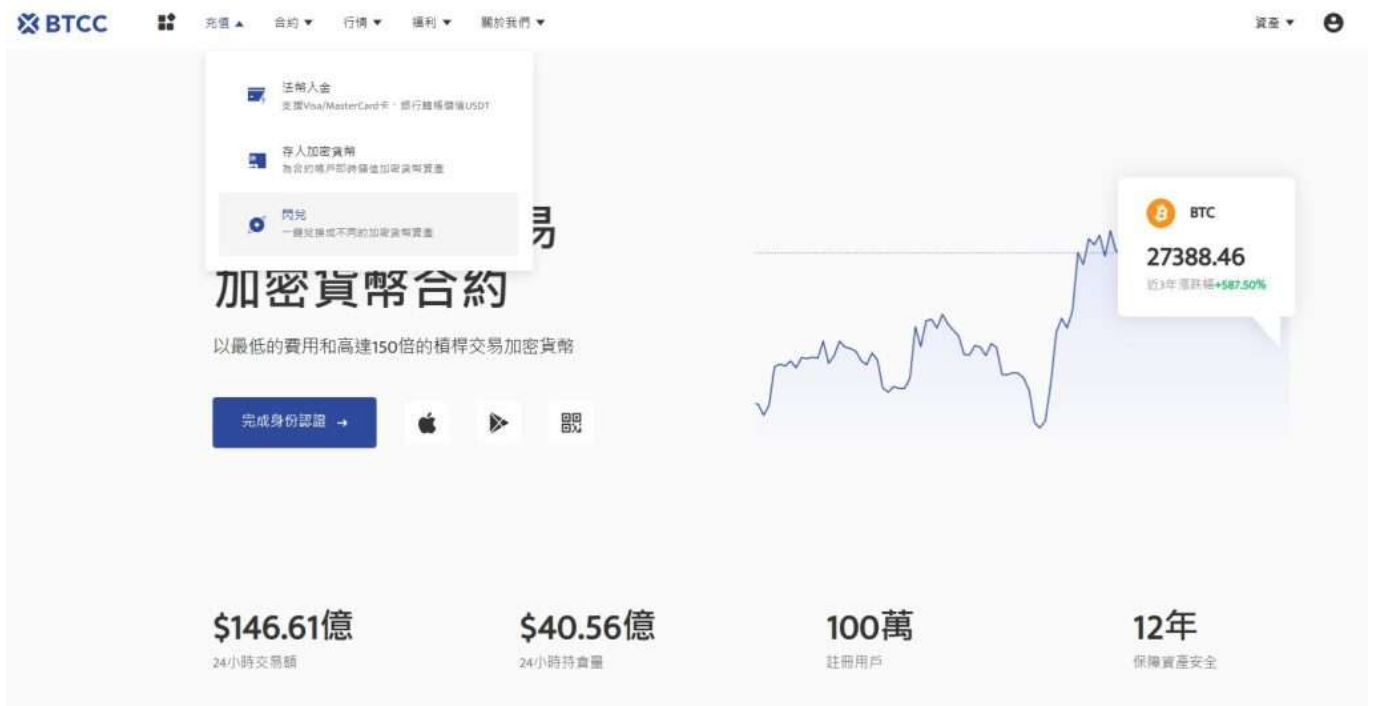 BTCC
充值 ▲
合約 ▼
行情 ▼
福利 ▼
關於我們 ▼
資產 ▼
法幣入金
支援Visa/MasterCard卡、銀行轉帳儲值USDT
存入加密貨幣
為合約帳戶即時儲值加密貨幣資產
閃兌
一鍵兌換成不同的加密貨幣資產
易
加密貨幣合約
以最低的費用和高達150倍的槓桿交易加密貨幣
完成身份認證 →
BTC
27388.46
近3年漲跌幅+587.50%
$146.61億
24小時交易額
$40.56億
24小時持倉量
100萬
註冊用戶
12年
保障資產安全